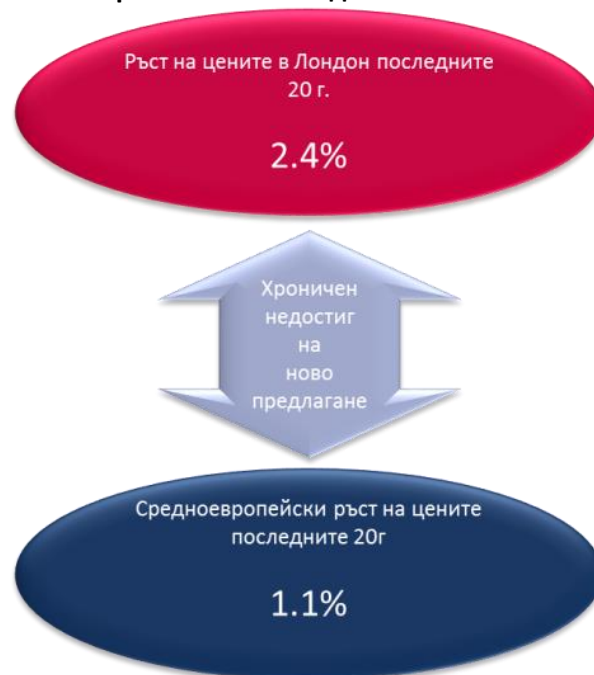 Ръст на цените в Лондон последните
20 г.
2.4%
Хроничен
недостиг
на
ново
предлагане
Средноевропейски ръст на цените
последните 20г
1.1%